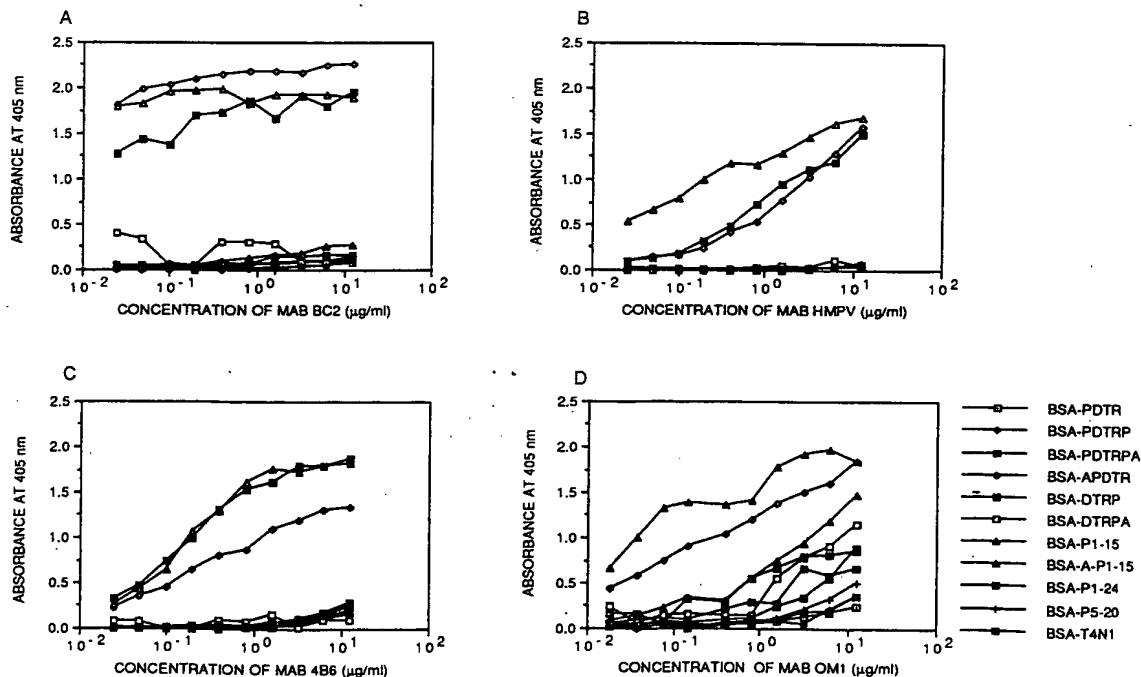 A
ABSORBANCE AT 405 nm
2.5
2.0
1.5
1.0
0.5
0.0
10-2 10-1 100 101 102
CONCENTRATION OF MAB BC2 (µg/ml)
B
ABSORBANCE AT 405 nm
2.5
2.0
1.5
1.0
0.5
0.0
10-2 10-1 100 101 102
CONCENTRATION OF MAB HMPV (µg/ml)
C
ABSORBANCE AT 405 nm
2.5
2.0
1.5
1.0
0.5
0.0
10-2 10-1 100 101 102
CONCENTRATION OF MAB 4B6 (µg/ml)
D
ABSORBANCE AT 405 nm
2.5
2.0
1.5
1.0
0.5
0.0
10-2 10-1 100 101 102
CONCENTRATION OF MAB OM1 (µg/ml)
BSA-PDTR
BSA-PDTRP
BSA-PDTRPA
BSA-APDTR
BSA-DTRP
BSA-DTRPA
BSA-P1-15
BSA-A-P1-15
BSA-P1-24
BSA-P5-20
BSA-T4N1